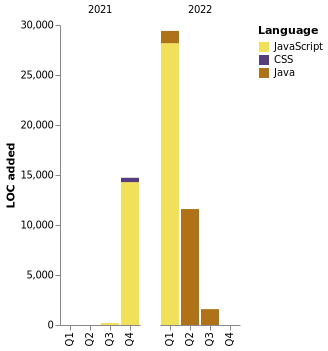 2021 2022
Language
JavaScript
CSS
Java
LOC added
30,000
25,000
20,000
15,000
10,000
5,000
0
Q1 Q2 Q3 Q4 Q1 Q2 Q3 Q4